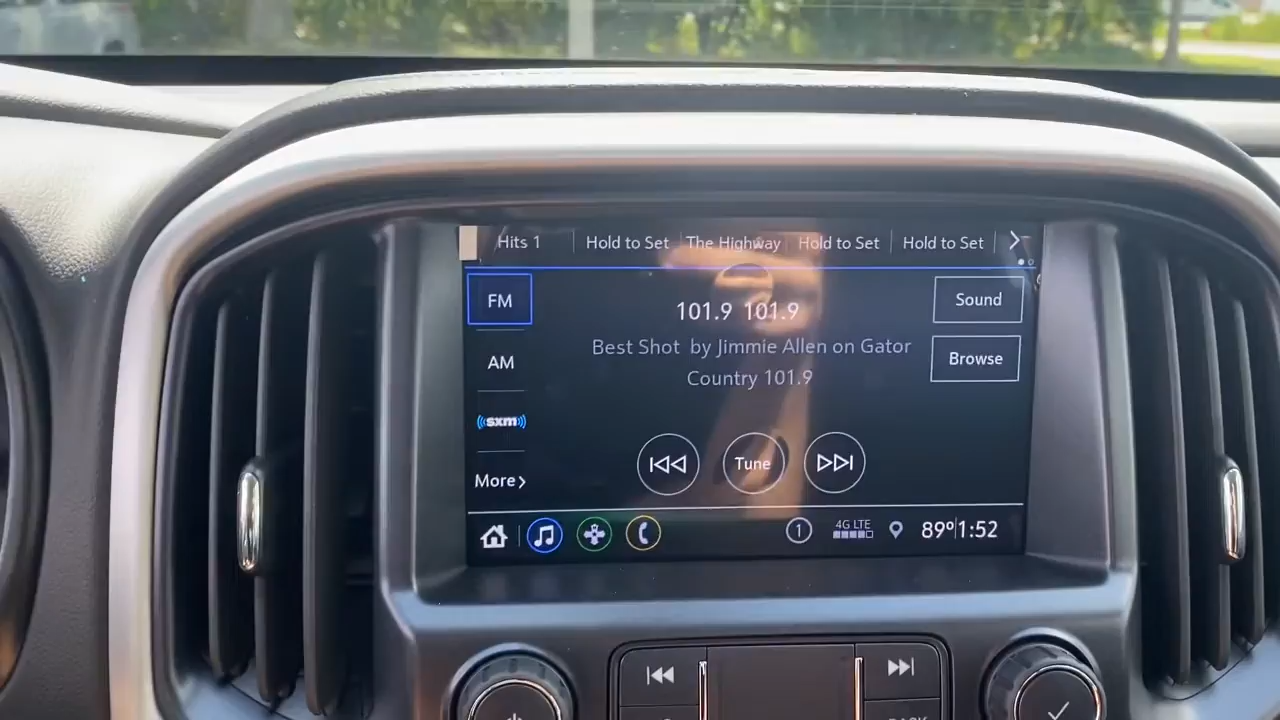 Hits 1 Hold to Set The Highway Hold to Set Hold to Set
FM
101.9 101.9
Sound
Best Shot by Jimmie Allen on Gator
Country 101.9
Browse
AM
sxm
Tune
More
1 4G LTE 89° 1:52
BACK